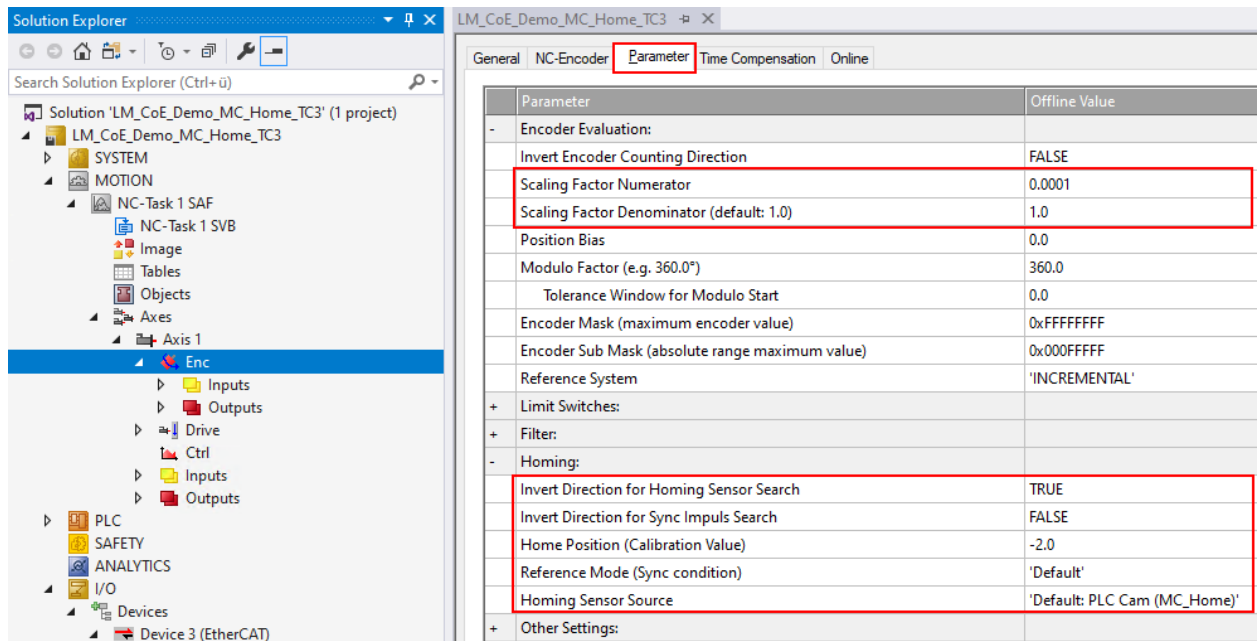 Solution Explorer
Search Solution Explorer (Ctrl+ü)
Solution 'LM_CoE_Demo_MC_Home_TC3' (1 project)
LM_CoE_Demo_MC_Home_TC3
SYSTEM
MOTION
NC-Task 1 SAF
NC-Task 1 SVB
Image
Tables
Objects
Axes
Axis 1
Enc
Inputs
Outputs
Drive
Ctrl
Inputs
Outputs
PLC
SAFETY
ANALYTICS
I/O
Devices
Device 3 (EtherCAT)
LM_CoE_Demo_MC_Home_TC3
General NC-Encoder Parameter Time Compensation Online
Parameter Offline Value
- Encoder Evaluation:
Invert Encoder Counting Direction FALSE
Scaling Factor Numerator 0.0001
Scaling Factor Denominator (default: 1.0) 1.0
Position Bias 0.0
Modulo Factor (e.g. 360.0°) 360.0
Tolerance Window for Modulo Start 0.0
Encoder Mask (maximum encoder value) 0xFFFFFFFF
Encoder Sub Mask (absolute range maximum value) 0x000FFFFF
Reference System 'INCREMENTAL'
+ Limit Switches:
+ Filter:
- Homing:
Invert Direction for Homing Sensor Search TRUE
Invert Direction for Sync Impuls Search FALSE
Home Position (Calibration Value) -2.0
Reference Mode (Sync condition) 'Default'
Homing Sensor Source 'Default: PLC Cam (MC_Home)'
+ Other Settings: